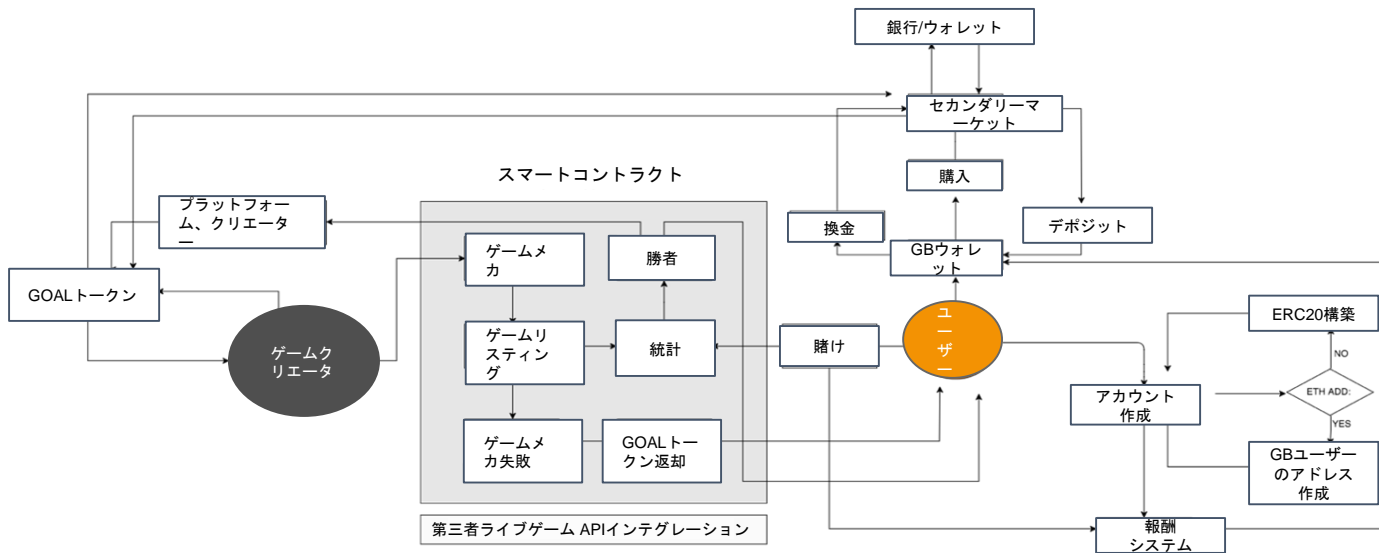 銀行/ウォレット
セカンダリーマ
ーケット
購入
スマートコントラクト
プラットフォー
ム、クリエータ
ー
換金
デポジット
ゲームメ
カ
勝者
GBウォレ
ット
GOALトークン
ERC20構築
ゲームク
リエータ
ゲームリ
スティン
グ
統計
賭け
ユ
ー
ザ
ー
NO
ETH ADD:
アカウント
作成
YES
ゲームメ
カ失敗
GOALトー
クン返却
GBユーザー
のアドレス
作成
第三者ライブゲーム APIインテグレーション
報酬
システム